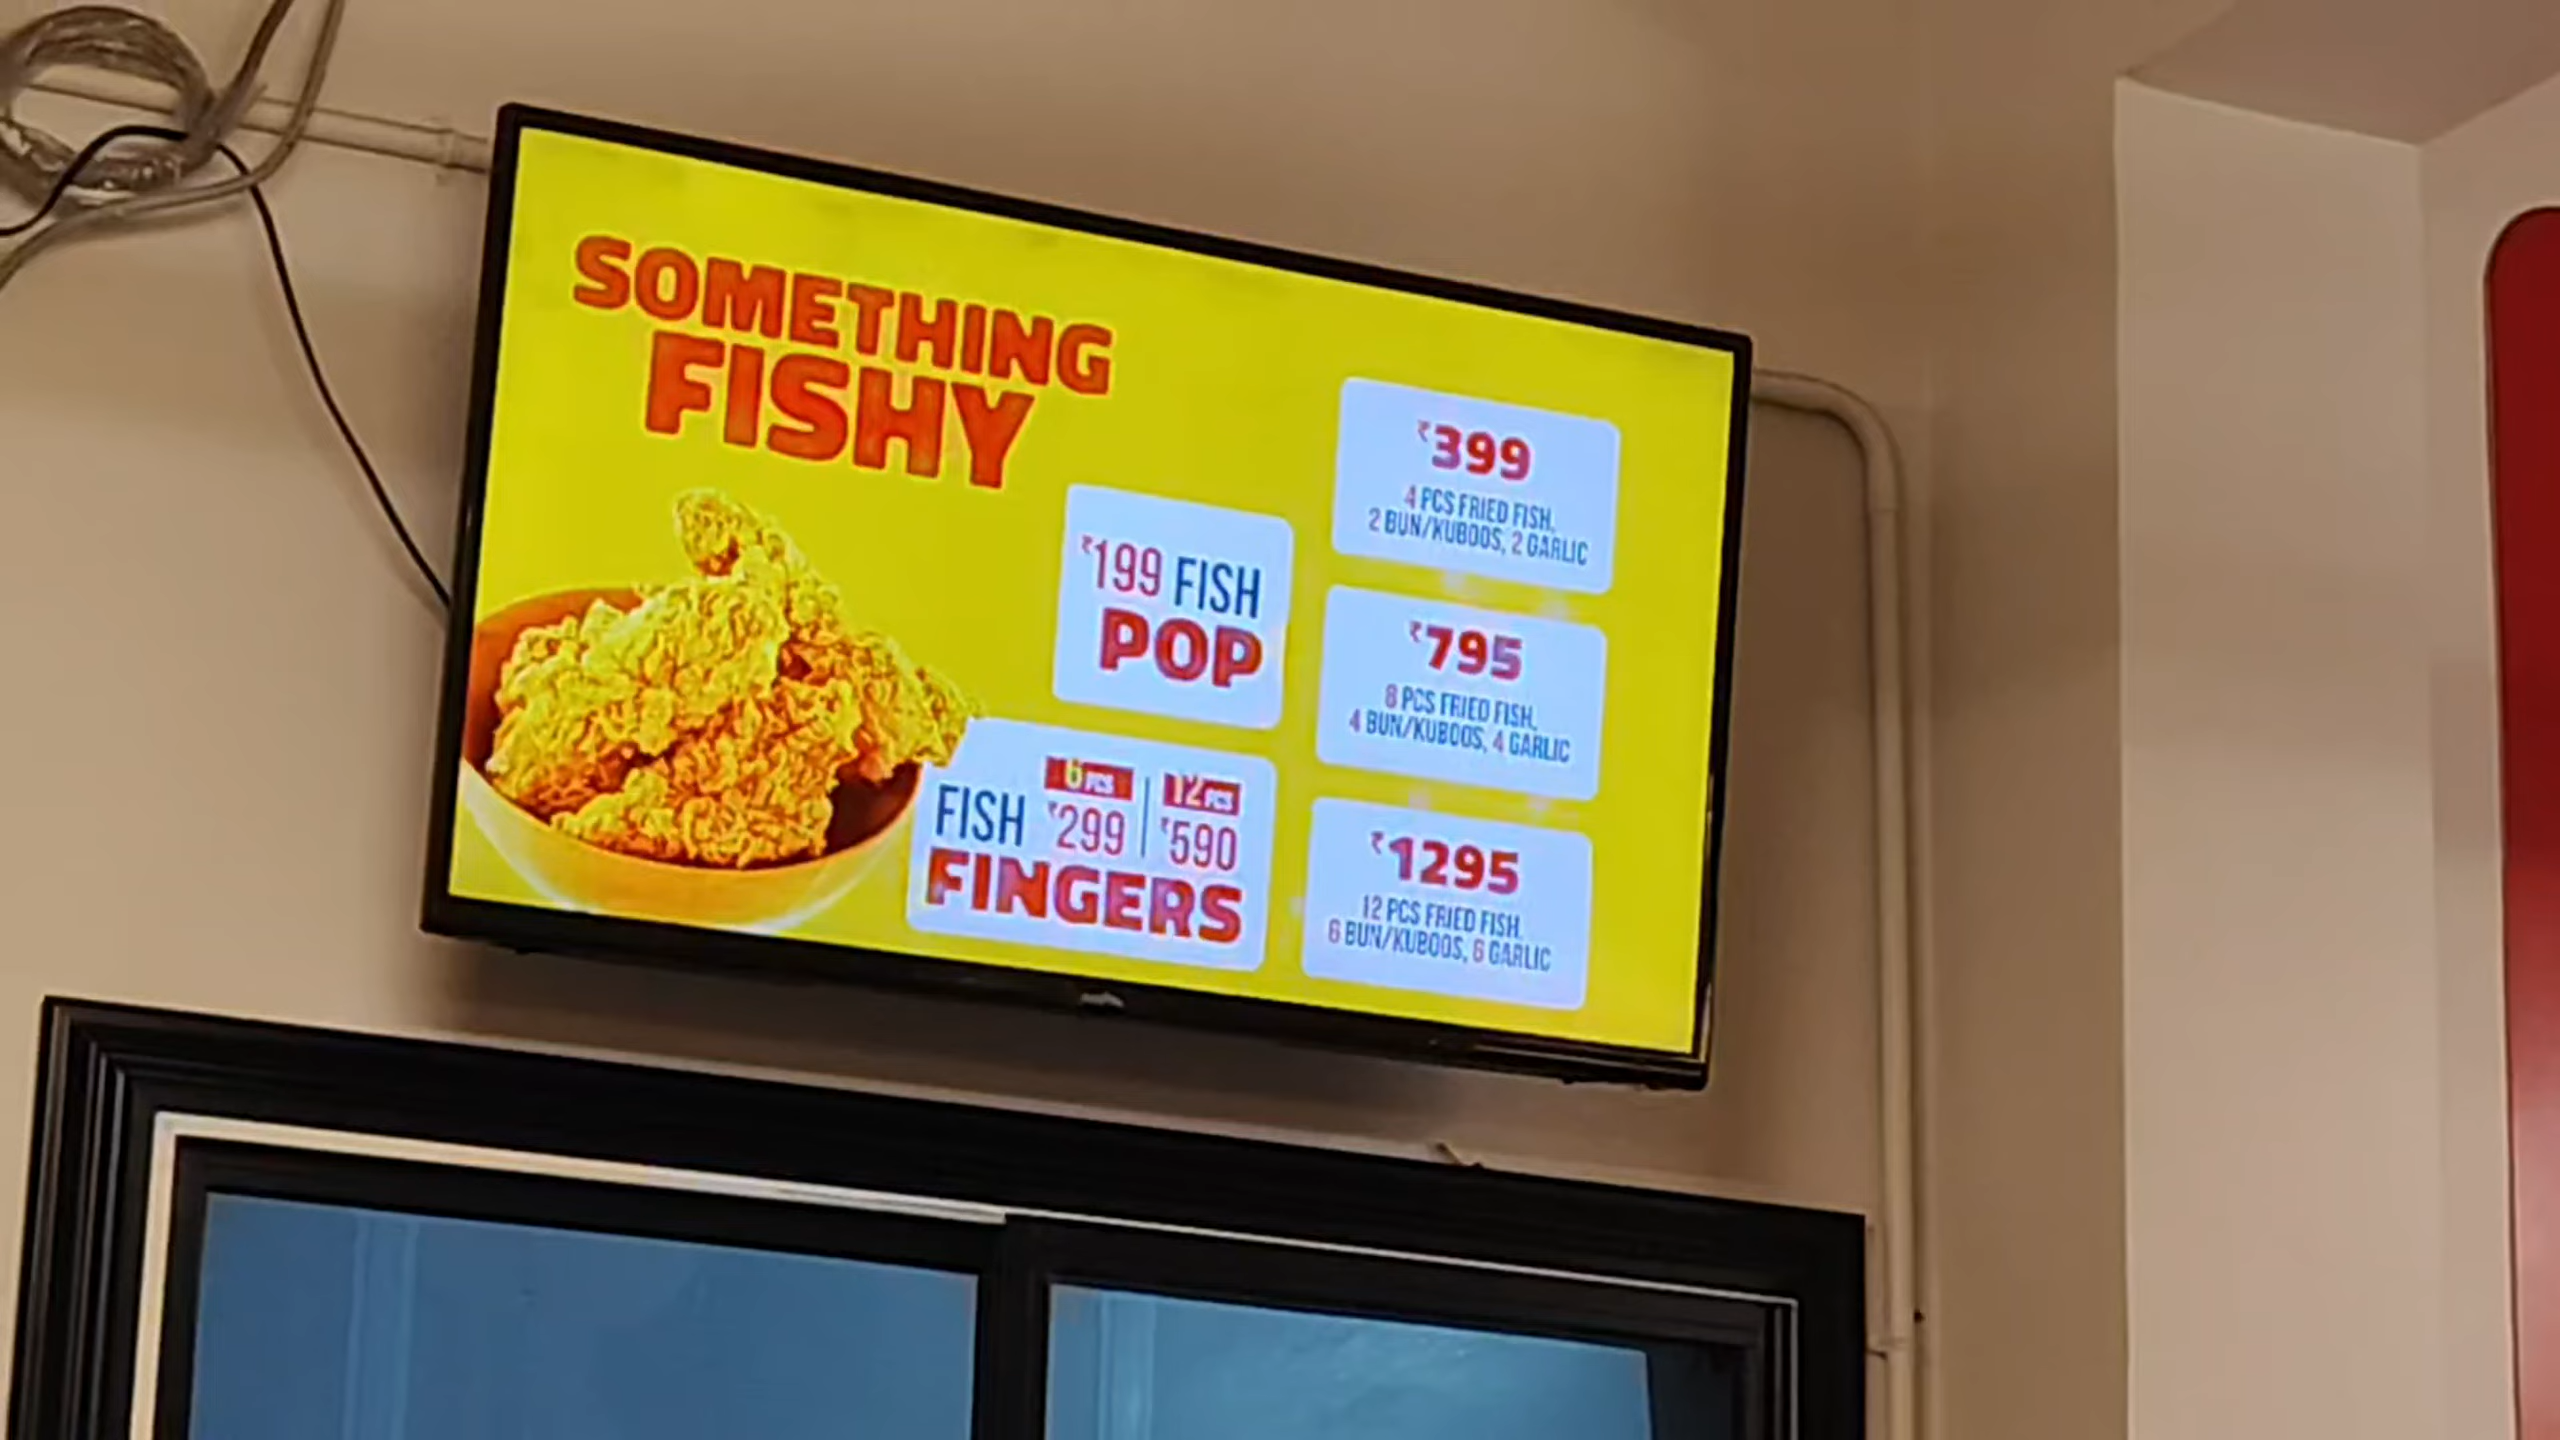 SOMETHING
FISHY
₹199 FISH
POP
6 PCS 12 PCS
FISH ₹299 ₹590
FINGERS
₹399
4 PCS FRIED FISH,
2 BUN/KUBOOS, 2 GARLIC
₹795
8 PCS FRIED FISH,
4 BUN/KUBOOS, 4 GARLIC
₹1295
12 PCS FRIED FISH,
6 BUN/KUBOOS, 6 GARLIC